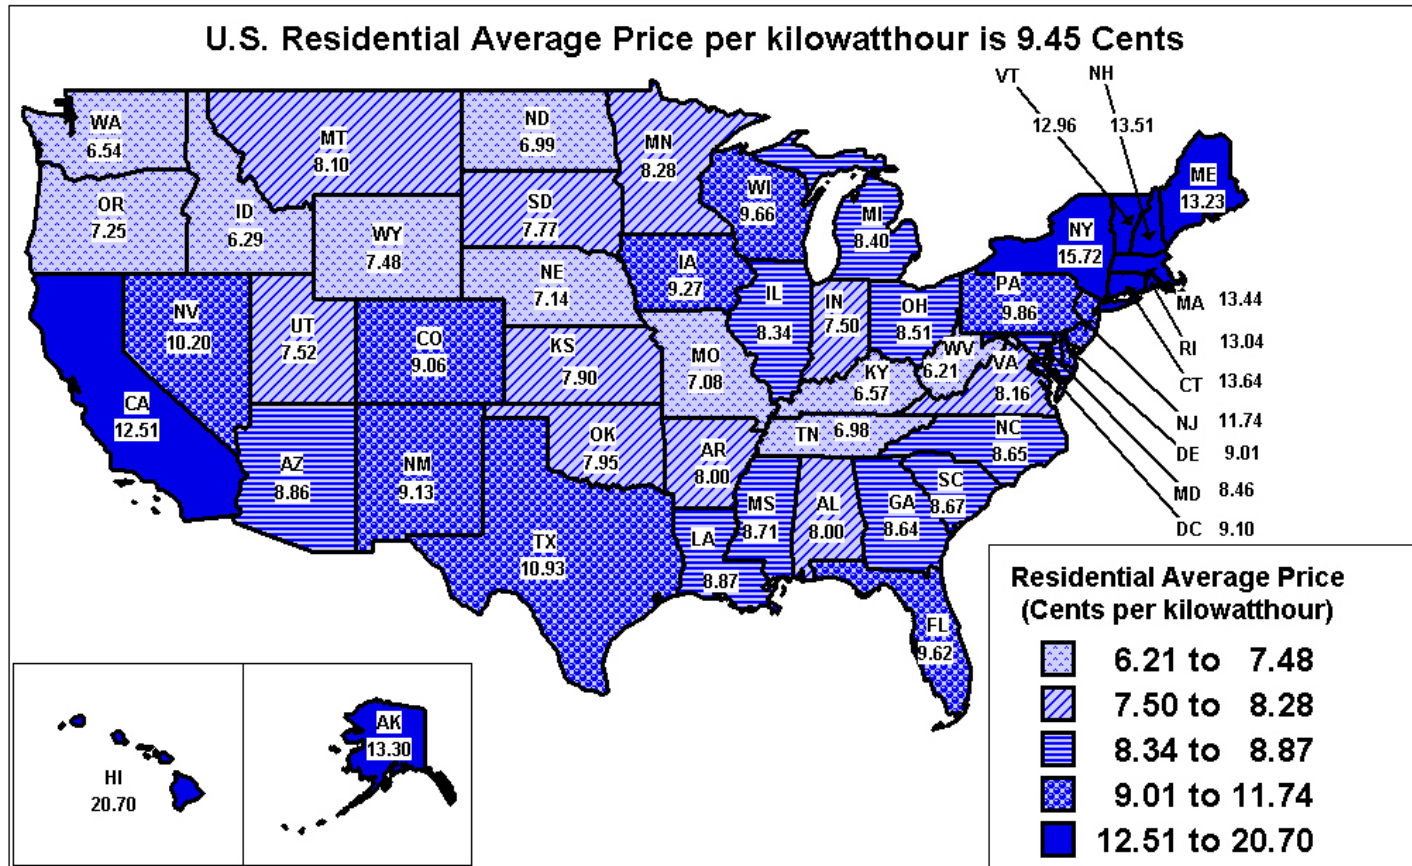 U.S. Residential Average Price per kilowatthour is 9.45 Cents
VT
12.96
NH
13.51
WA
6.54
MT
8.10
ND
6.99
MN
8.28
ME
13.23
OR
7.25
ID
6.29
WY
7.48
SD
7.77
WI
9.66
MI
8.40
NY
15.72
NE
7.14
IA
9.27
IL
8.34
IN
7.50
OH
8.51
PA
9.86
MA 13.44
RI 13.04
CT 13.64
NJ 11.74
DE 9.01
MD 8.46
DC 9.10
NV
10.20
UT
7.52
CO
9.06
KS
7.90
MO
7.08
KY
6.57
WV
6.21
VA
8.16
CA
12.51
AZ
8.86
NM
9.13
OK
7.95
AR
8.00
TN 6.98
NC
8.65
SC
8.67
TX
10.93
LA
8.87
MS
8.71
AL
8.00
GA
8.64
FL
9.62
HI
20.70
AK
13.30
Residential Average Price
(Cents per kilowatthour)
6.21 to 7.48
7.50 to 8.28
8.34 to 8.87
9.01 to 11.74
12.51 to 20.70